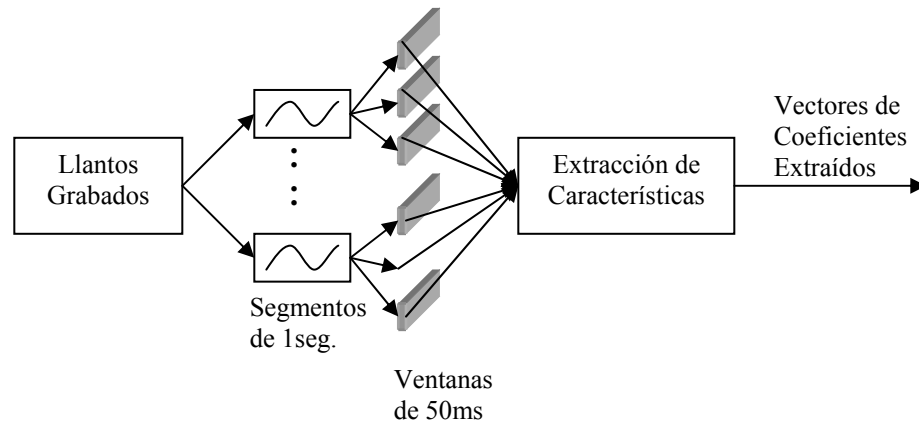 Llantos
Grabados
Segmentos
de 1seg.
Ventanas
de 50ms
Extracción de
Características
Vectores de
Coeficientes
Extraídos